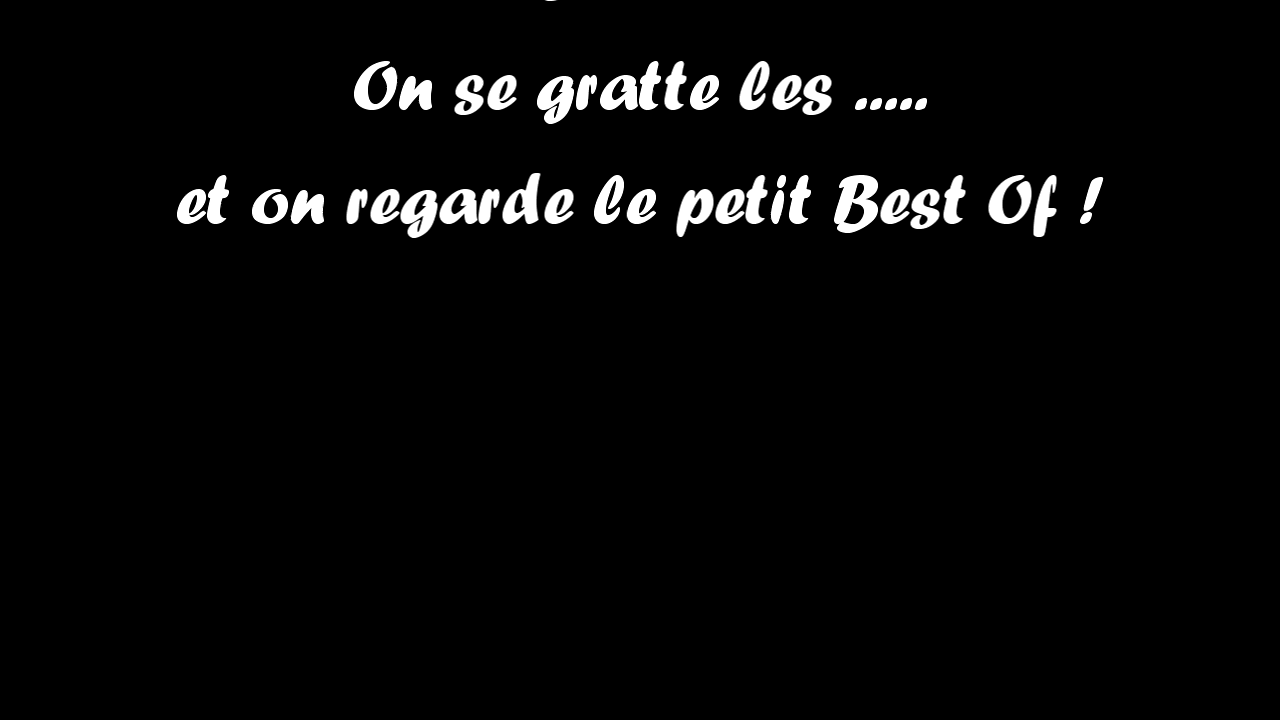 On se gratte les .....
et on regarde le petit Best Of !